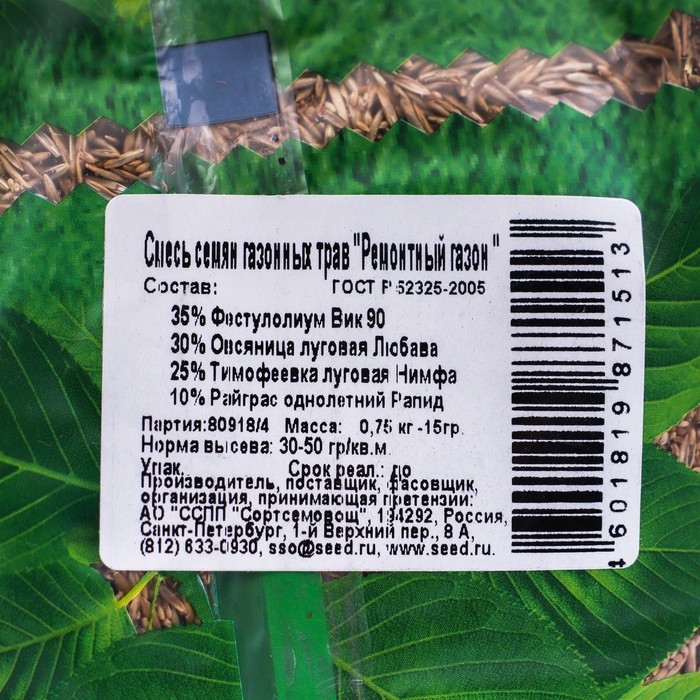 Смесь семян газонных трав "Ремонтный газон"
Состав: ГОСТ Р 52325-2005
35% Фестулолиум Вик 90
30% Овсяница луговая Любава
25% Тимофеевка луговая Нимфа
10% Райграс однолетний Рапид
Партия:80918/4 Масса: 0,75 кг -15гр.
Норма высева: 30-50 гр/кв.м.
Упак. Срок реал.: до
Производитель, поставщик, фасовщик,
организация, принимающая претензии:
АО "ССПП "Сортсемовощ", 194292, Россия,
Санкт-Петербург, 1-й Верхний пер., 8 А,
(812) 633-0930, sso@seed.ru, www.seed.ru.
4 601819 871513